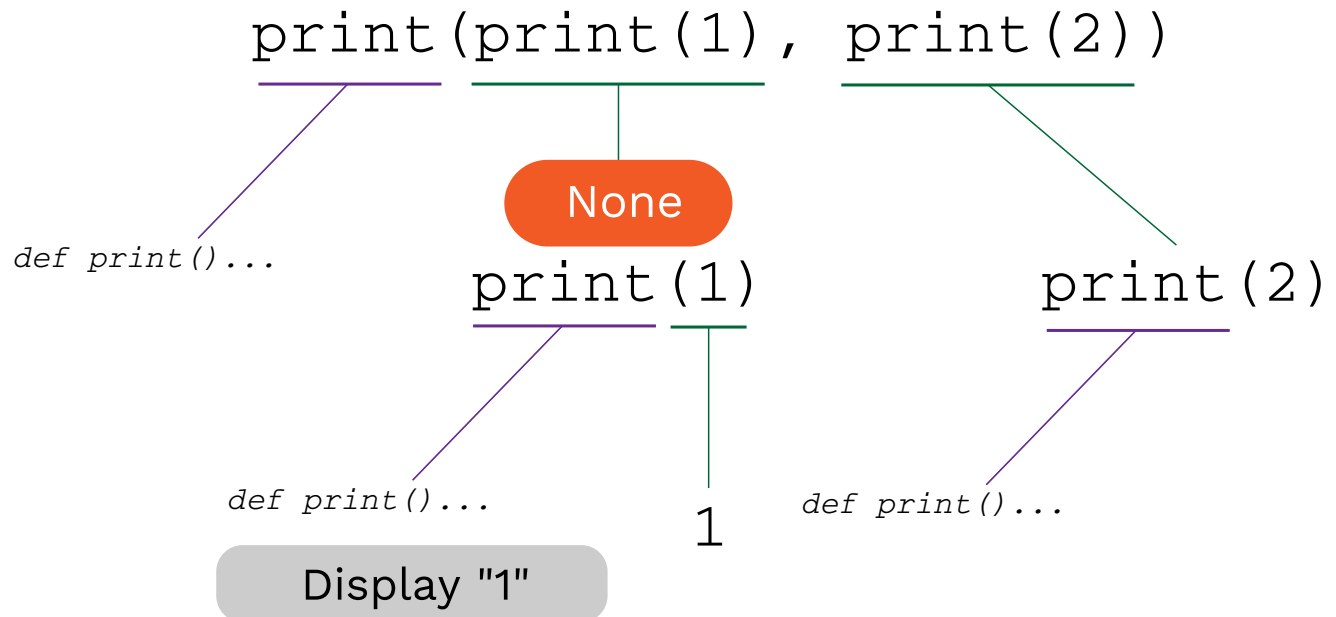 print(print(1), print(2))
None
def print()...
print(1)
print(2)
def print()...
def print()...
1
Display "1"